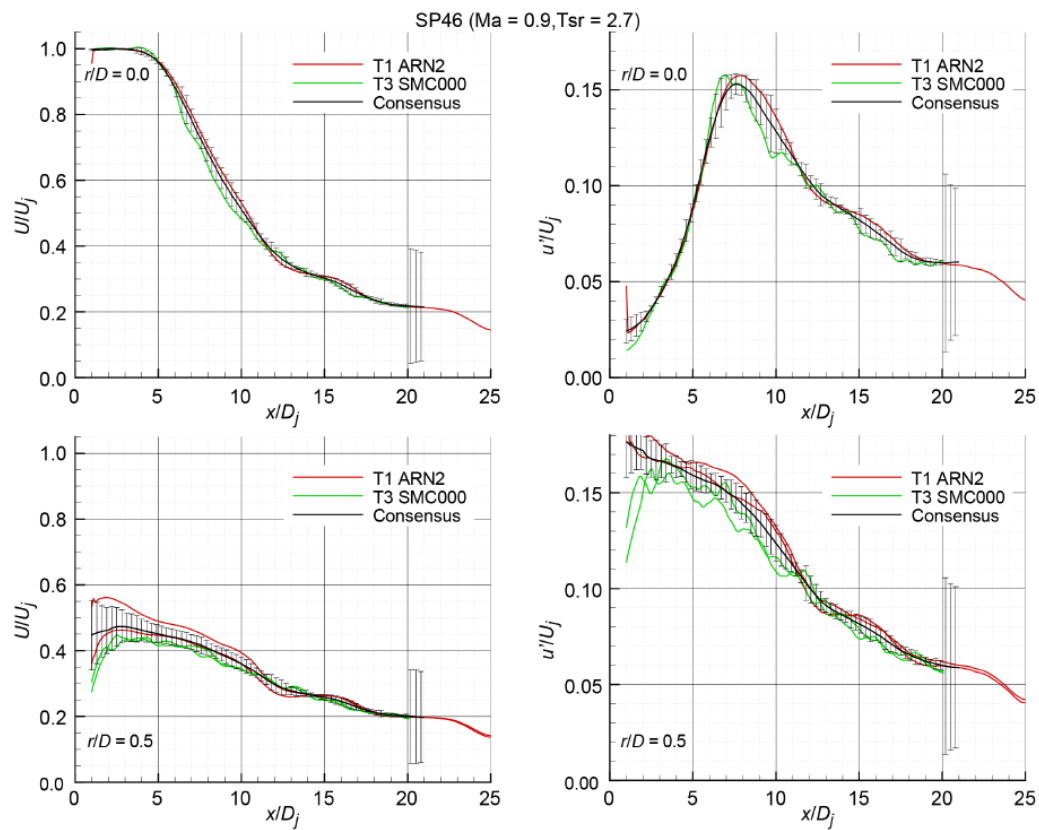 SP46 (Ma = 0.9,Tsr = 2.7)
1.0
0.8
0.6
0.4
0.2
0.0
U/Uj
r/D = 0.0
T1 ARN2
T3 SMC000
Consensus
0 5 10 15 20 25
x/Dj
0.15
0.10
0.05
0.00
u'/Uj
r/D = 0.0
T1 ARN2
T3 SMC000
Consensus
0 5 10 15 20 25
x/Dj
1.0
0.8
0.6
0.4
0.2
0.0
U/Uj
T1 ARN2
T3 SMC000
Consensus
r/D = 0.5
0 5 10 15 20 25
x/Dj
0.15
0.10
0.05
0.00
u'/Uj
T1 ARN2
T3 SMC000
Consensus
r/D = 0.5
0 5 10 15 20 25
x/Dj